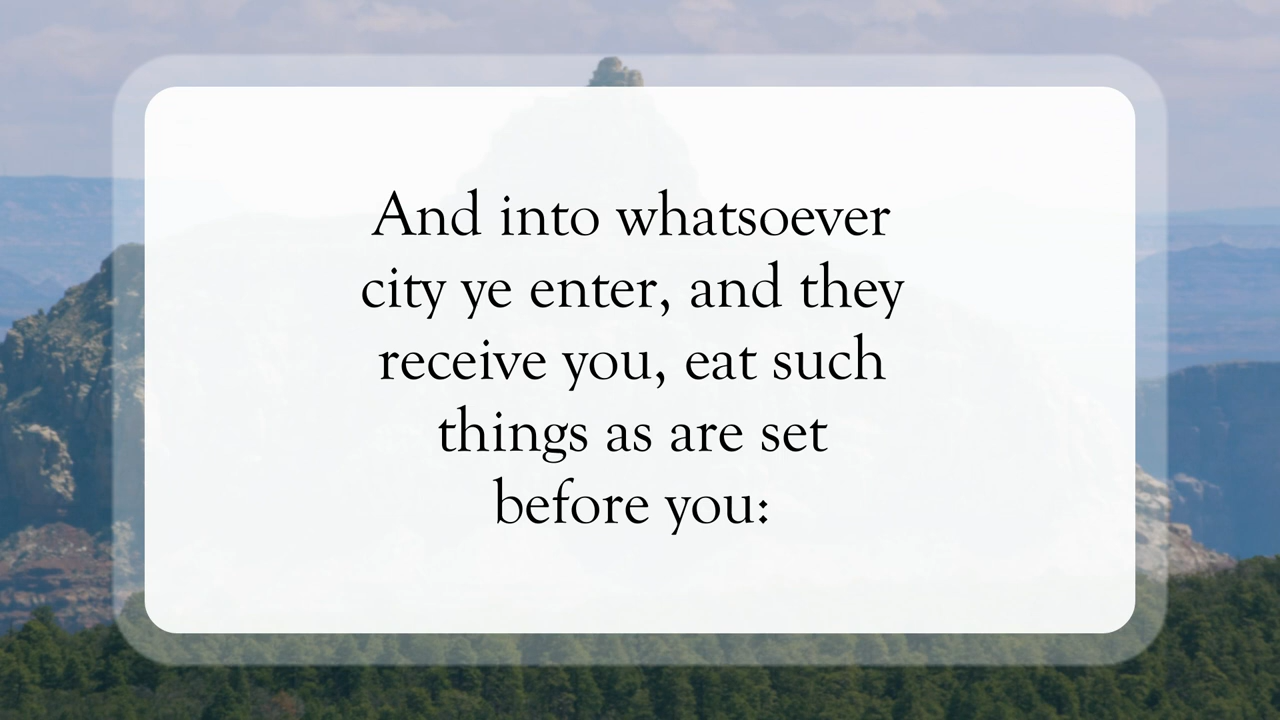 And into whatsoever
city ye enter, and they
receive you, eat such
things as are set
before you: